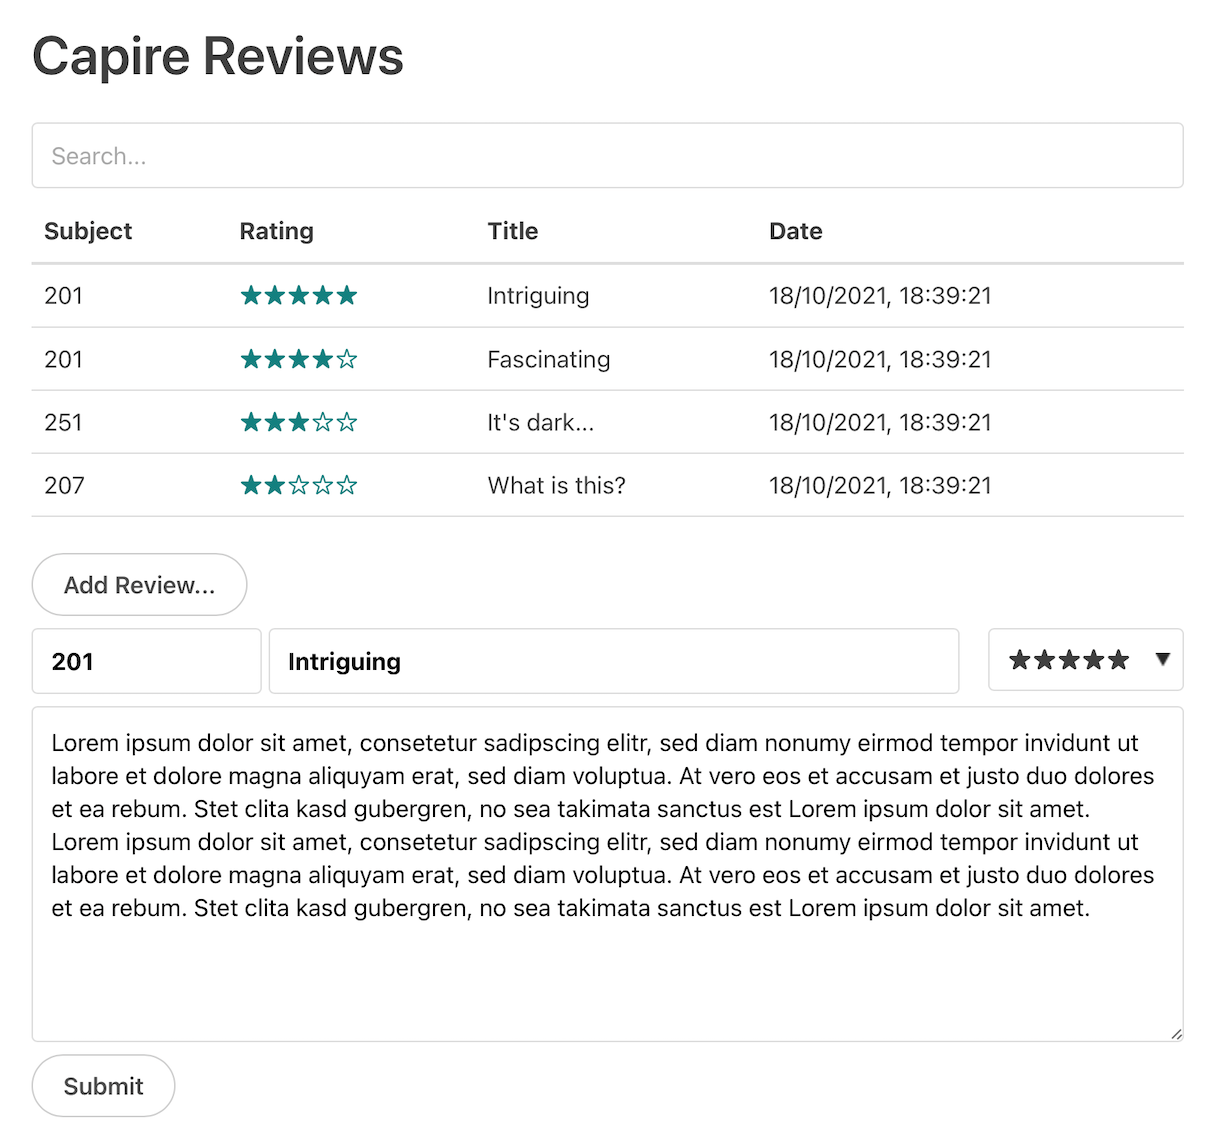 Capire Reviews
Search...
Subject Rating Title Date
201 ★★★★★ Intriguing 18/10/2021, 18:39:21
201 ★★★★☆ Fascinating 18/10/2021, 18:39:21
251 ★★★☆☆ It's dark... 18/10/2021, 18:39:21
207 ★★☆☆☆ What is this? 18/10/2021, 18:39:21
Add Review...
201 Intriguing ★★★★★ ▼
Lorem ipsum dolor sit amet, consetetur sadipscing elitr, sed diam nonumy eirmod tempor invidunt ut
labore et dolore magna aliquyam erat, sed diam voluptua. At vero eos et accusam et justo duo dolores
et ea rebum. Stet clita kasd gubergren, no sea takimata sanctus est Lorem ipsum dolor sit amet.
Lorem ipsum dolor sit amet, consetetur sadipscing elitr, sed diam nonumy eirmod tempor invidunt ut
labore et dolore magna aliquyam erat, sed diam voluptua. At vero eos et accusam et justo duo dolores
et ea rebum. Stet clita kasd gubergren, no sea takimata sanctus est Lorem ipsum dolor sit amet.
Submit